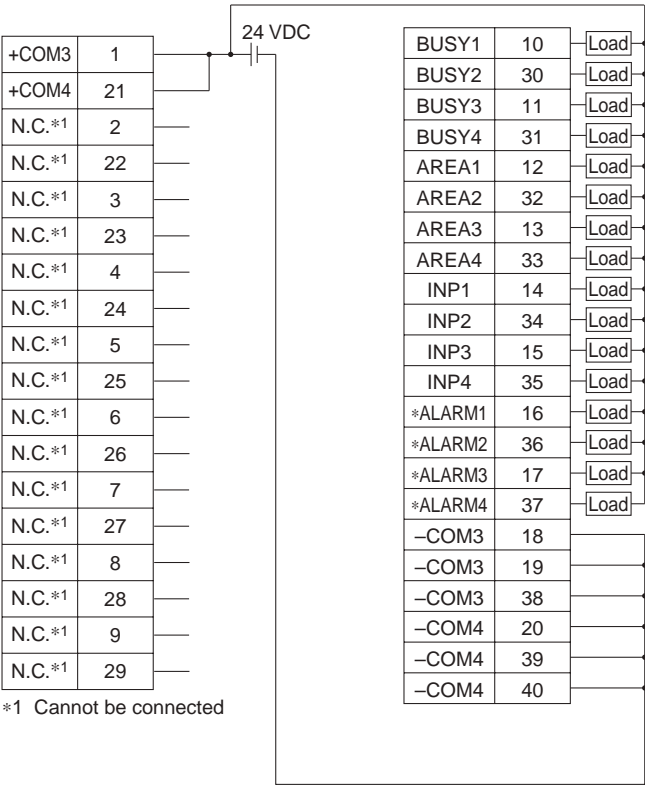 24 VDC
+COM3 1
+COM4 21
N.C.*1 2
N.C.*1 22
N.C.*1 3
N.C.*1 23
N.C.*1 4
N.C.*1 24
N.C.*1 5
N.C.*1 25
N.C.*1 6
N.C.*1 26
N.C.*1 7
N.C.*1 27
N.C.*1 8
N.C.*1 28
N.C.*1 9
N.C.*1 29
*1 Cannot be connected
BUSY1 10 Load
BUSY2 30 Load
BUSY3 11 Load
BUSY4 31 Load
AREA1 12 Load
AREA2 32 Load
AREA3 13 Load
AREA4 33 Load
INP1 14 Load
INP2 34 Load
INP3 15 Load
INP4 35 Load
*ALARM1 16 Load
*ALARM2 36 Load
*ALARM3 17 Load
*ALARM4 37 Load
–COM3 18
–COM3 19
–COM3 38
–COM4 20
–COM4 39
–COM4 40